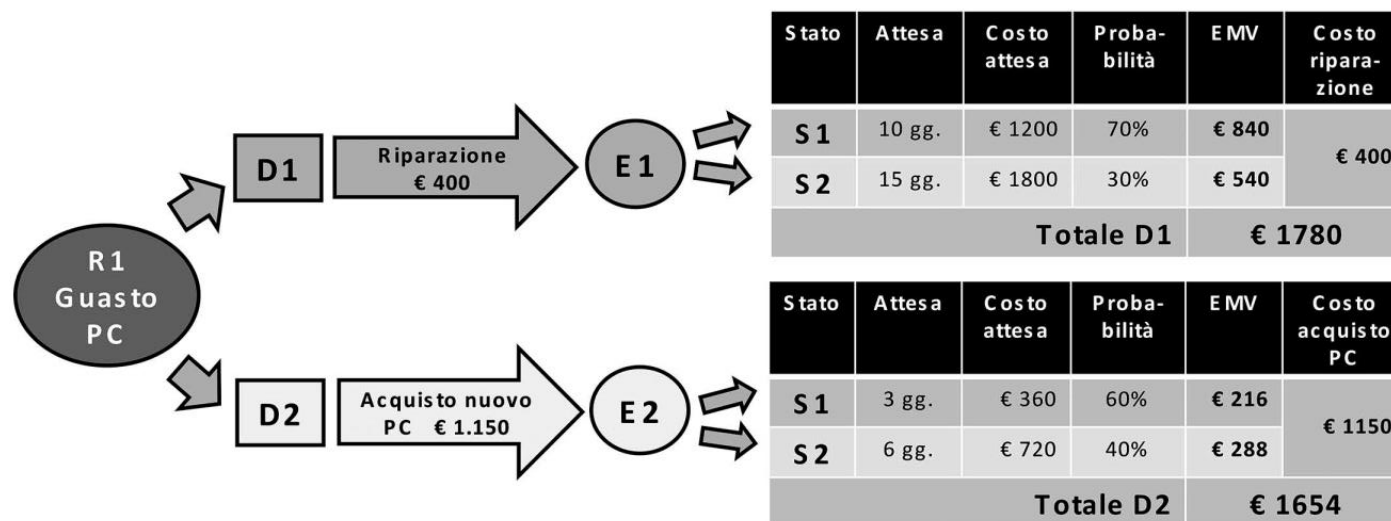 R1
Guasto
PC
D1
Riparazione
€ 400
E1
Stato Attesa Costo attesa Proba-bilità EMV Costo ripara-zione
S1 10 gg. € 1200 70% € 840 € 400
S2 15 gg. € 1800 30% € 540
Totale D1 € 1780
D2
Acquisto nuovo
PC € 1.150
E2
Stato Attesa Costo attesa Proba-bilità EMV Costo acquisto PC
S1 3 gg. € 360 60% € 216 € 1150
S2 6 gg. € 720 40% € 288
Totale D2 € 1654